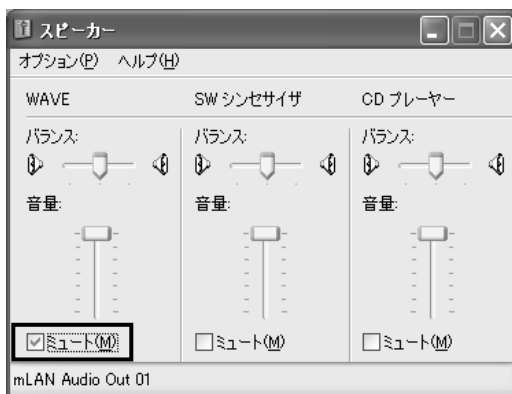 スピーカー
オプション(P) ヘルプ(H)
WAVE SW シンセサイザ CD プレーヤー
バランス: バランス: バランス:
音量: 音量: 音量:
ミュート(M) ミュート(M) ミュート(M)
mLAN Audio Out 01